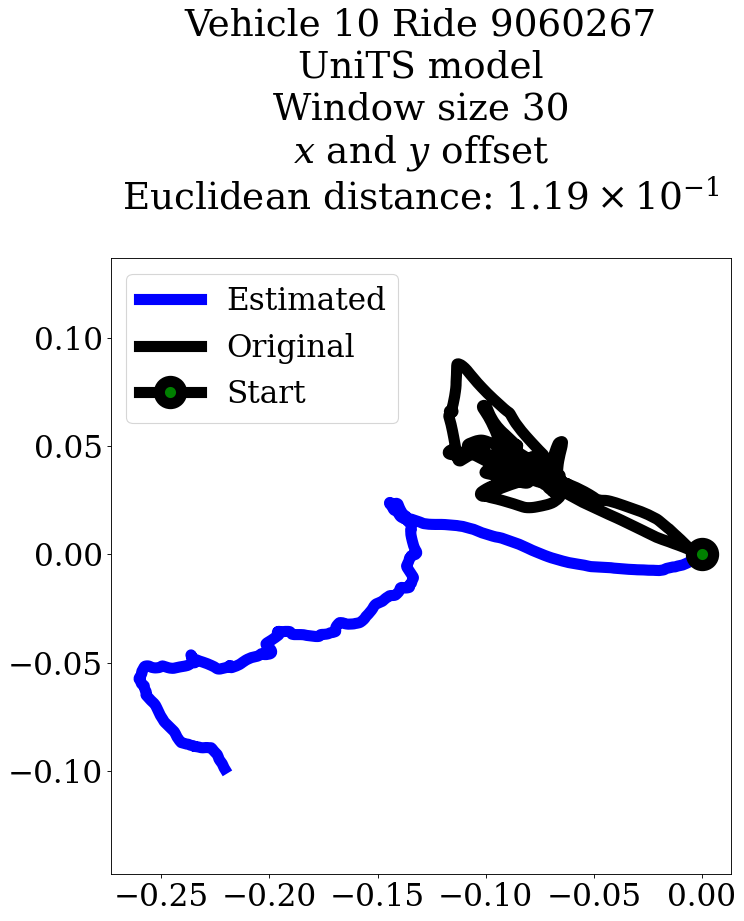 Vehicle 10 Ride 9060267
UniTS model
Window size 30
x and y offset
Euclidean distance: 1.19 × 10⁻¹
Estimated
Original
Start
0.10
0.05
0.00
−0.05
−0.10
−0.25 −0.20 −0.15 −0.10 −0.05 0.00